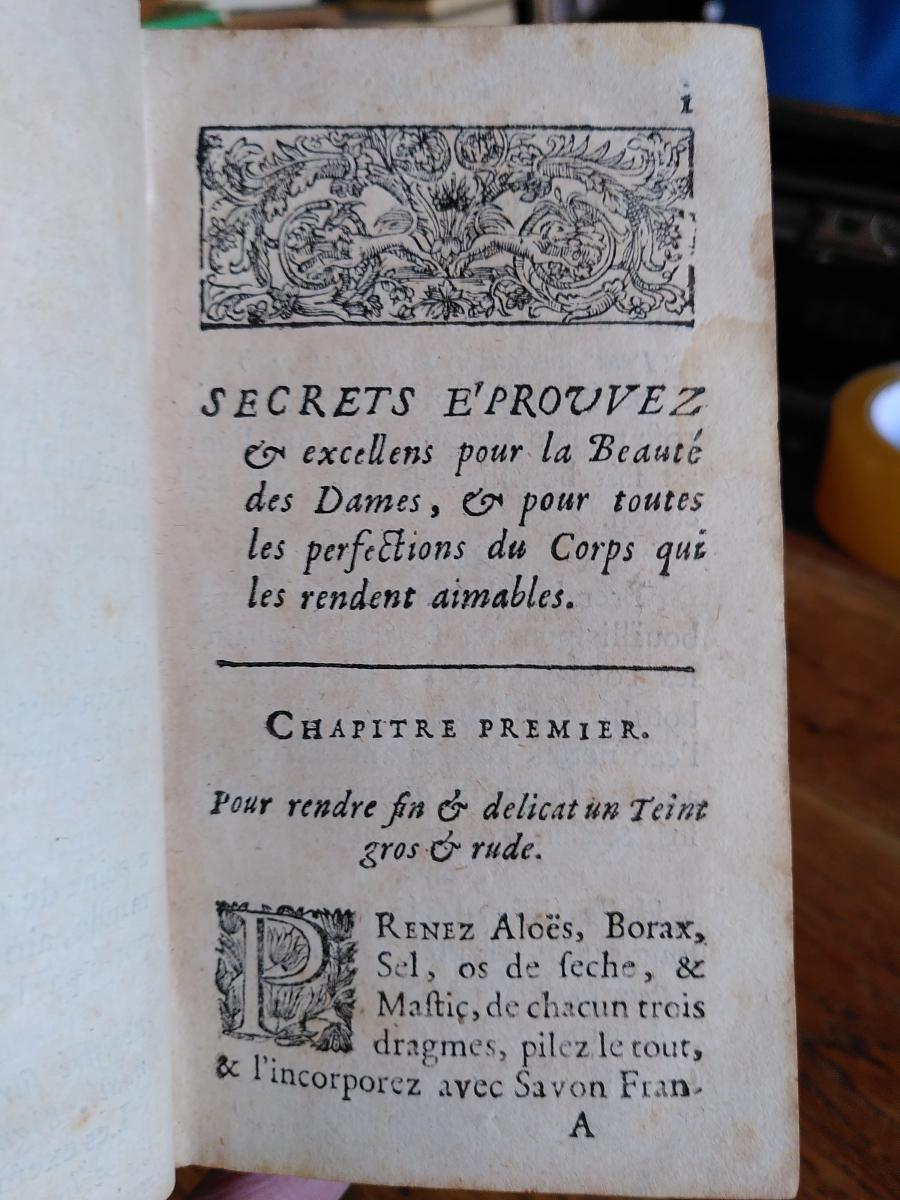 1
SECRETS E'PROUVEZ
& excellens pour la Beauté
des Dames, & pour toutes
les perfections du Corps qui
les rendent aimables.
CHAPITRE PREMIER.
Pour rendre fin & delicat un Teint
gros & rude.
PRENEZ Aloës, Borax,
Sel, os de ſeche, &
Maſtic, de chacun trois
dragmes, pilez le tout,
& l'incorporez avec Savon Fran-
A